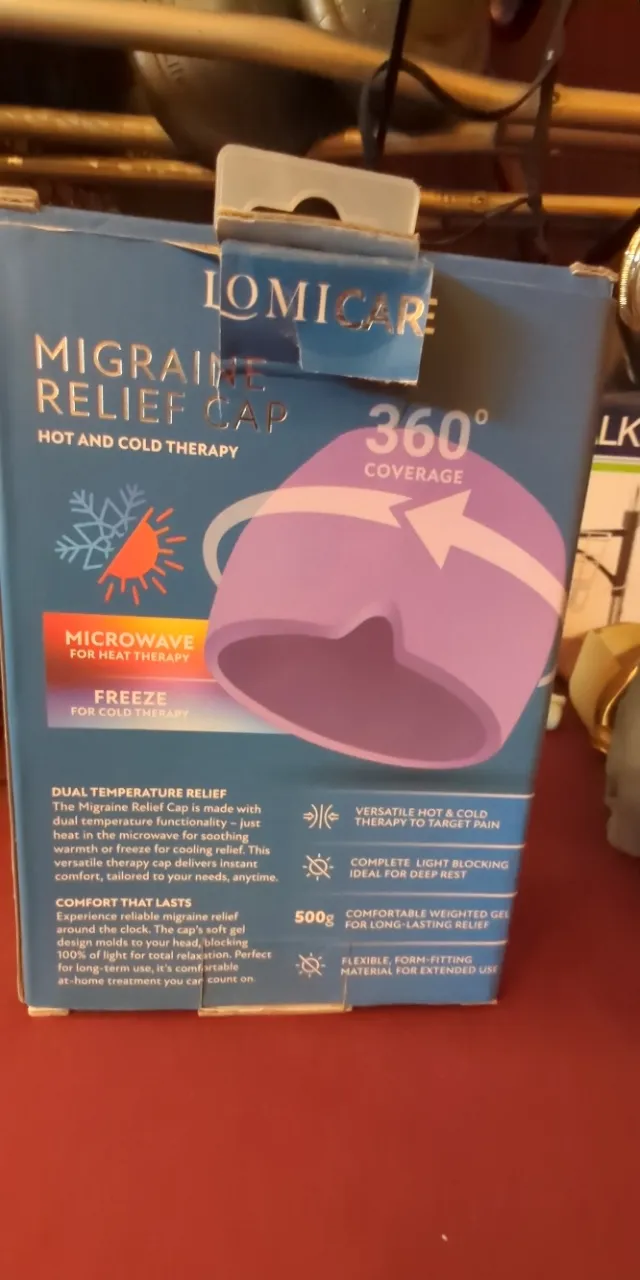 LOMICARE
MIGRAINE
RELIEF CAP
HOT AND COLD THERAPY
360°
COVERAGE
MICROWAVE
FOR HEAT THERAPY
FREEZE
FOR COLD THERAPY
DUAL TEMPERATURE RELIEF
The Migraine Relief Cap is made with
dual temperature functionality – just
heat in the microwave for soothing
warmth or freeze for cooling relief. This
versatile therapy cap delivers instant
comfort, tailored to your needs, anytime.
COMFORT THAT LASTS
Experience reliable migraine relief
around the clock. The cap's soft gel
design molds to your head, blocking
100% of light for total relaxation. Perfect
for long-term use, it's comfortable
at-home treatment you can count on.
VERSATILE HOT & COLD
THERAPY TO TARGET PAIN
COMPLETE LIGHT BLOCKING
IDEAL FOR DEEP REST
500g
COMFORTABLE WEIGHTED GEL
FOR LONG-LASTING RELIEF
FLEXIBLE, FORM-FITTING
MATERIAL FOR EXTENDED USE
LK